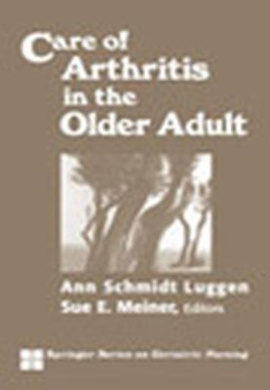 Care of
Arthritis
in the
Older Adult
Ann Schmidt Luggen
Sue E. Meiner, Editors
Springer Series on Geriatric Nursing